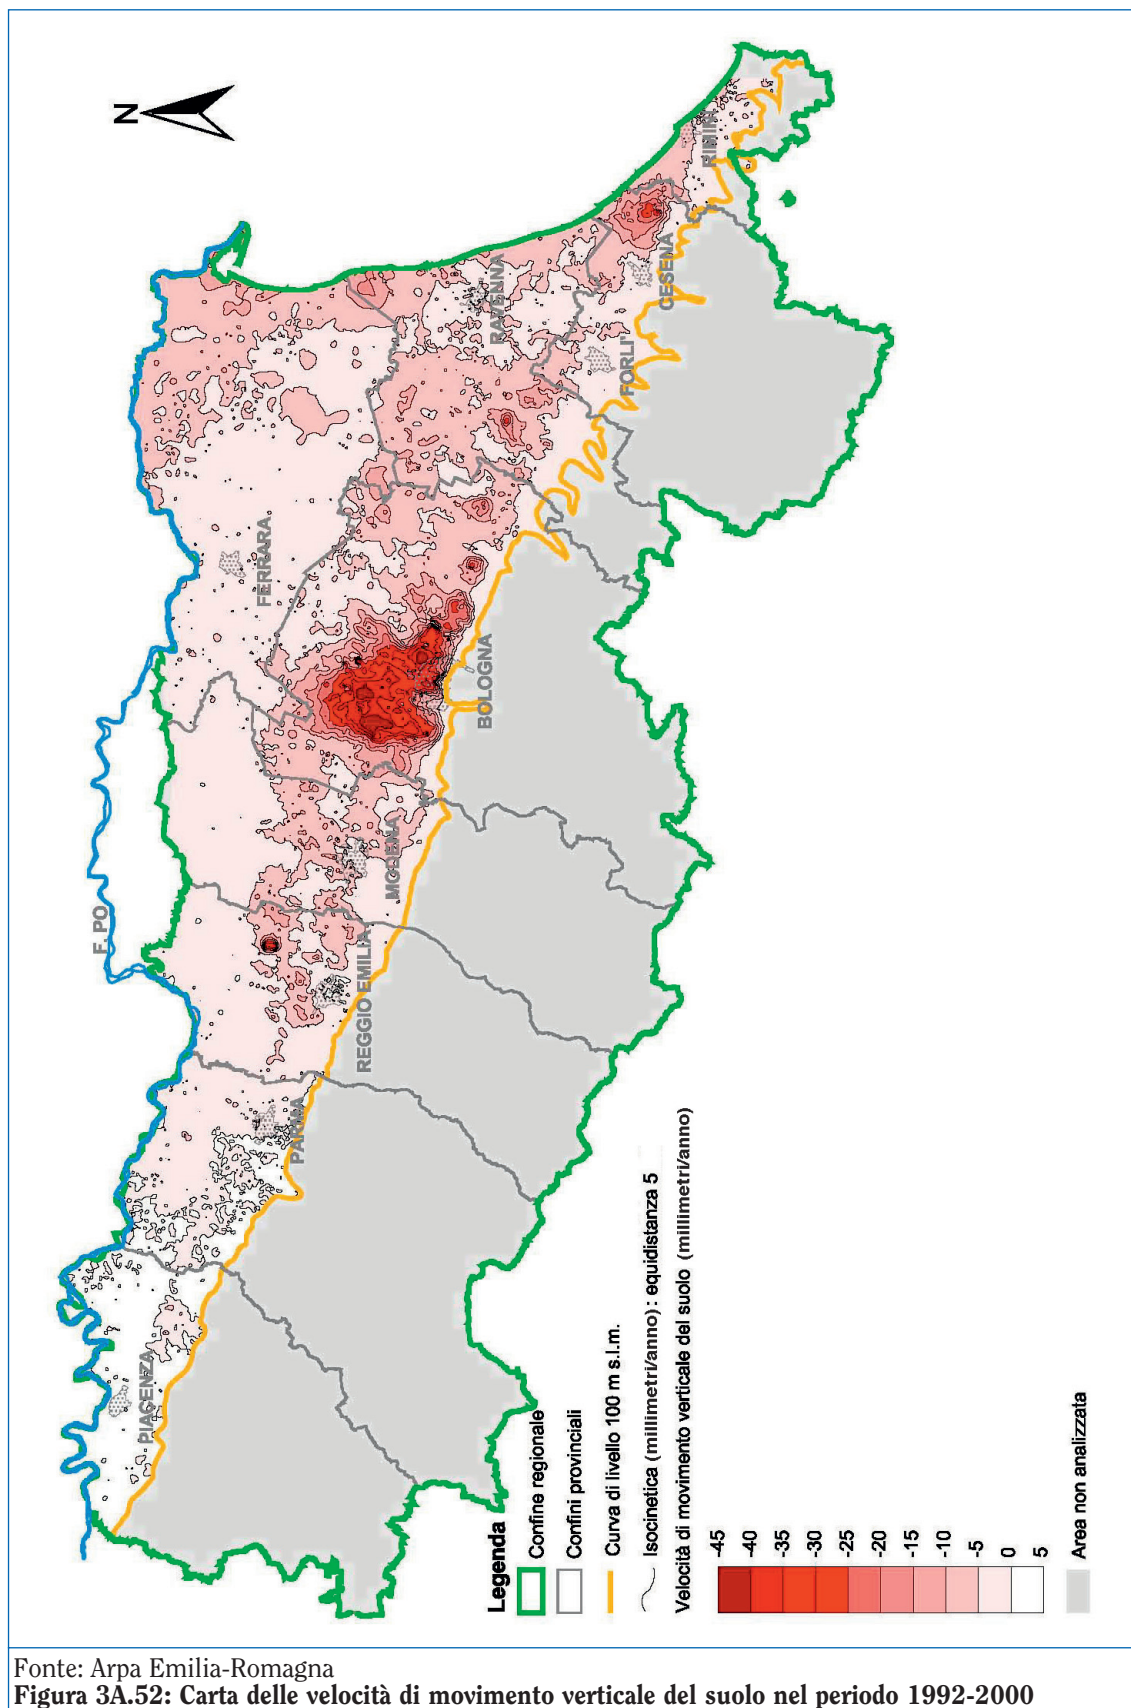 N
F. PO
PIACENZA
PARMA
REGGIO EMILIA
MODENA
BOLOGNA
FERRARA
RAVENNA
FORLI'
CESENA
RIMINI
Legenda
Confine regionale
Confini provinciali
Curva di livello 100 m s.l.m.
Isocinetica (millimetri/anno) : equidistanza 5
Velocità di movimento verticale del suolo (millimetri/anno)
-45
-40
-35
-30
-25
-20
-15
-10
-5
0
5
Area non analizzata
Fonte: Arpa Emilia-Romagna
Figura 3A.52: Carta delle velocità di movimento verticale del suolo nel periodo 1992-2000